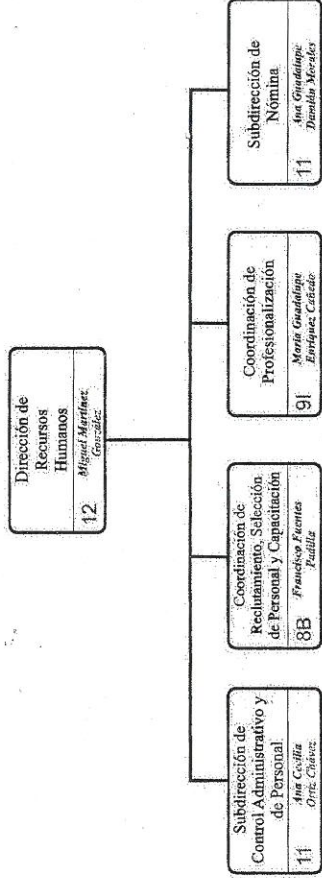 Dirección de
Recursos
Humanos
12
Miguel Martínez
González
Subdirección de
Control Administrativo y
de Personal
11
Ana Cecilia
Ortiz Chávez
Coordinación de
Reclutamiento, Selección
de Personal y Capacitación
8B
Francisco Fuentes
Padilla
Coordinación de
Profesionalización
9I
María Guadalupe
Enríquez Cañedo
Subdirección de
Nómina
11
Ana Guadalupe
Damián Morales